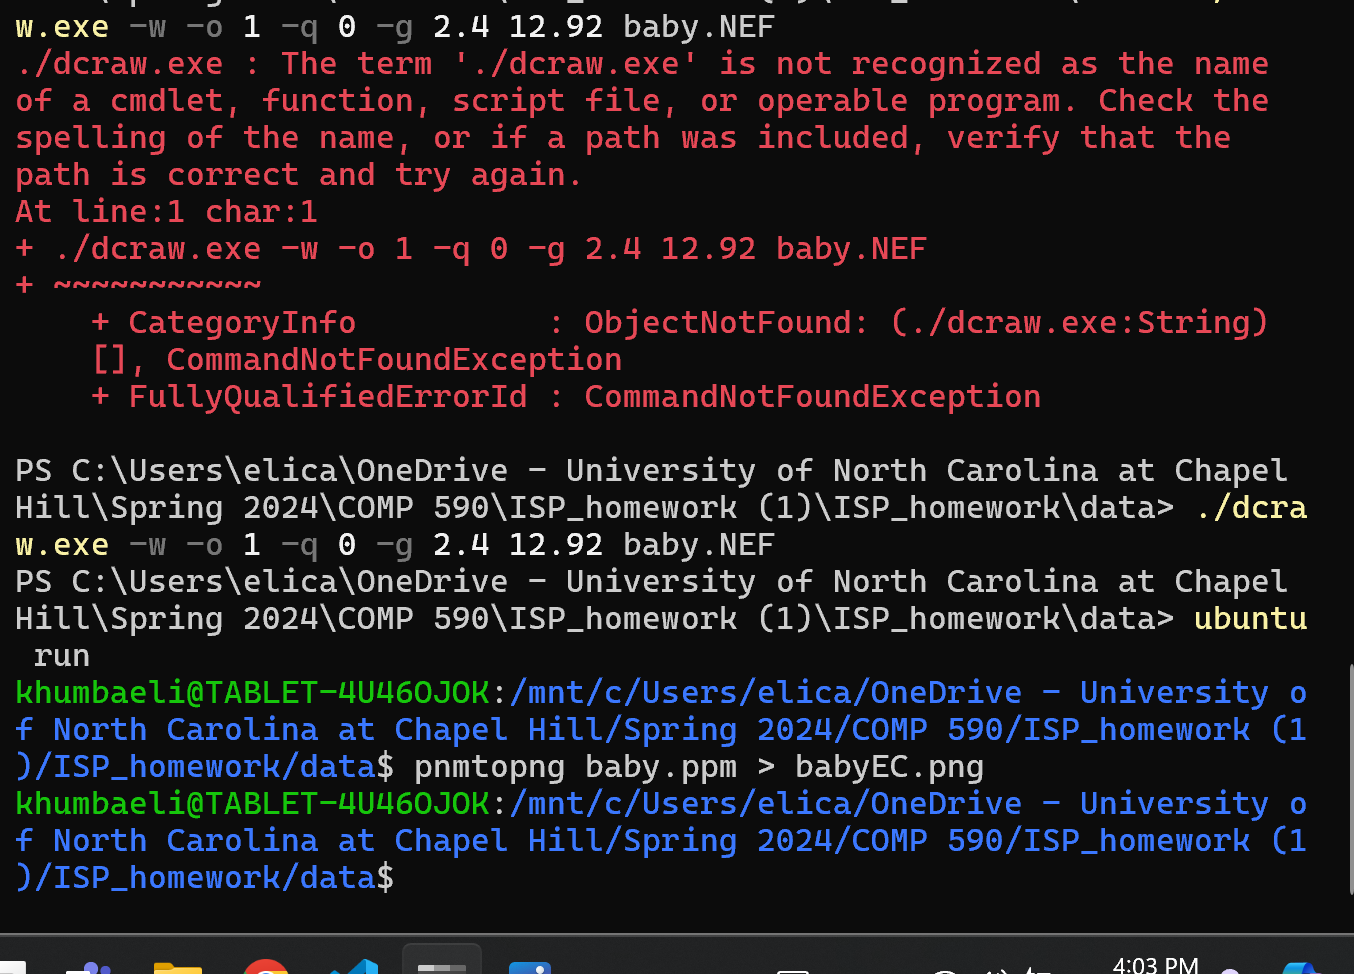 w.exe -w -o 1 -q 0 -g 2.4 12.92 baby.NEF
./dcraw.exe : The term './dcraw.exe' is not recognized as the name
of a cmdlet, function, script file, or operable program. Check the
spelling of the name, or if a path was included, verify that the
path is correct and try again.
At line:1 char:1
+ ./dcraw.exe -w -o 1 -q 0 -g 2.4 12.92 baby.NEF
+ ~~~~~~~~~~~
    + CategoryInfo          : ObjectNotFound: (./dcraw.exe:String)
    [], CommandNotFoundException
    + FullyQualifiedErrorId : CommandNotFoundException

PS C:\Users\elica\OneDrive - University of North Carolina at Chapel
Hill\Spring 2024\COMP 590\ISP_homework (1)\ISP_homework\data> ./dcra
w.exe -w -o 1 -q 0 -g 2.4 12.92 baby.NEF
PS C:\Users\elica\OneDrive - University of North Carolina at Chapel
Hill\Spring 2024\COMP 590\ISP_homework (1)\ISP_homework\data> ubuntu
 run
khumbaeli@TABLET-4U46OJOK:/mnt/c/Users/elica/OneDrive - University o
f North Carolina at Chapel Hill/Spring 2024/COMP 590/ISP_homework (1
)/ISP_homework/data$ pnmtopng baby.ppm > babyEC.png
khumbaeli@TABLET-4U46OJOK:/mnt/c/Users/elica/OneDrive - University o
f North Carolina at Chapel Hill/Spring 2024/COMP 590/ISP_homework (1
)/ISP_homework/data$
4:03 PM